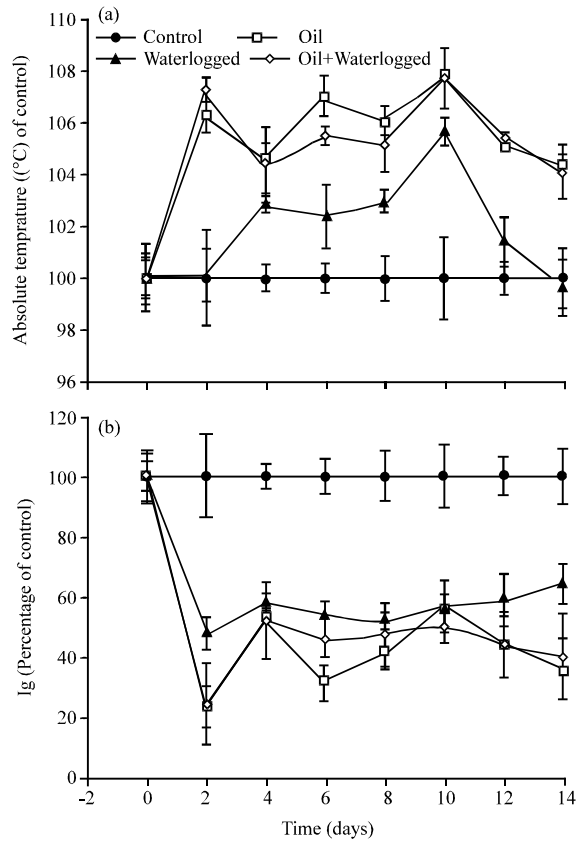 (a)
Control Oil
Waterlogged Oil+Waterlogged
Absolute temprature ((°C) of control)
110
108
106
104
102
100
98
96
(b)
Ig (Percentage of control)
120
100
80
60
40
20
0
-2 0 2 4 6 8 10 12 14
Time (days)